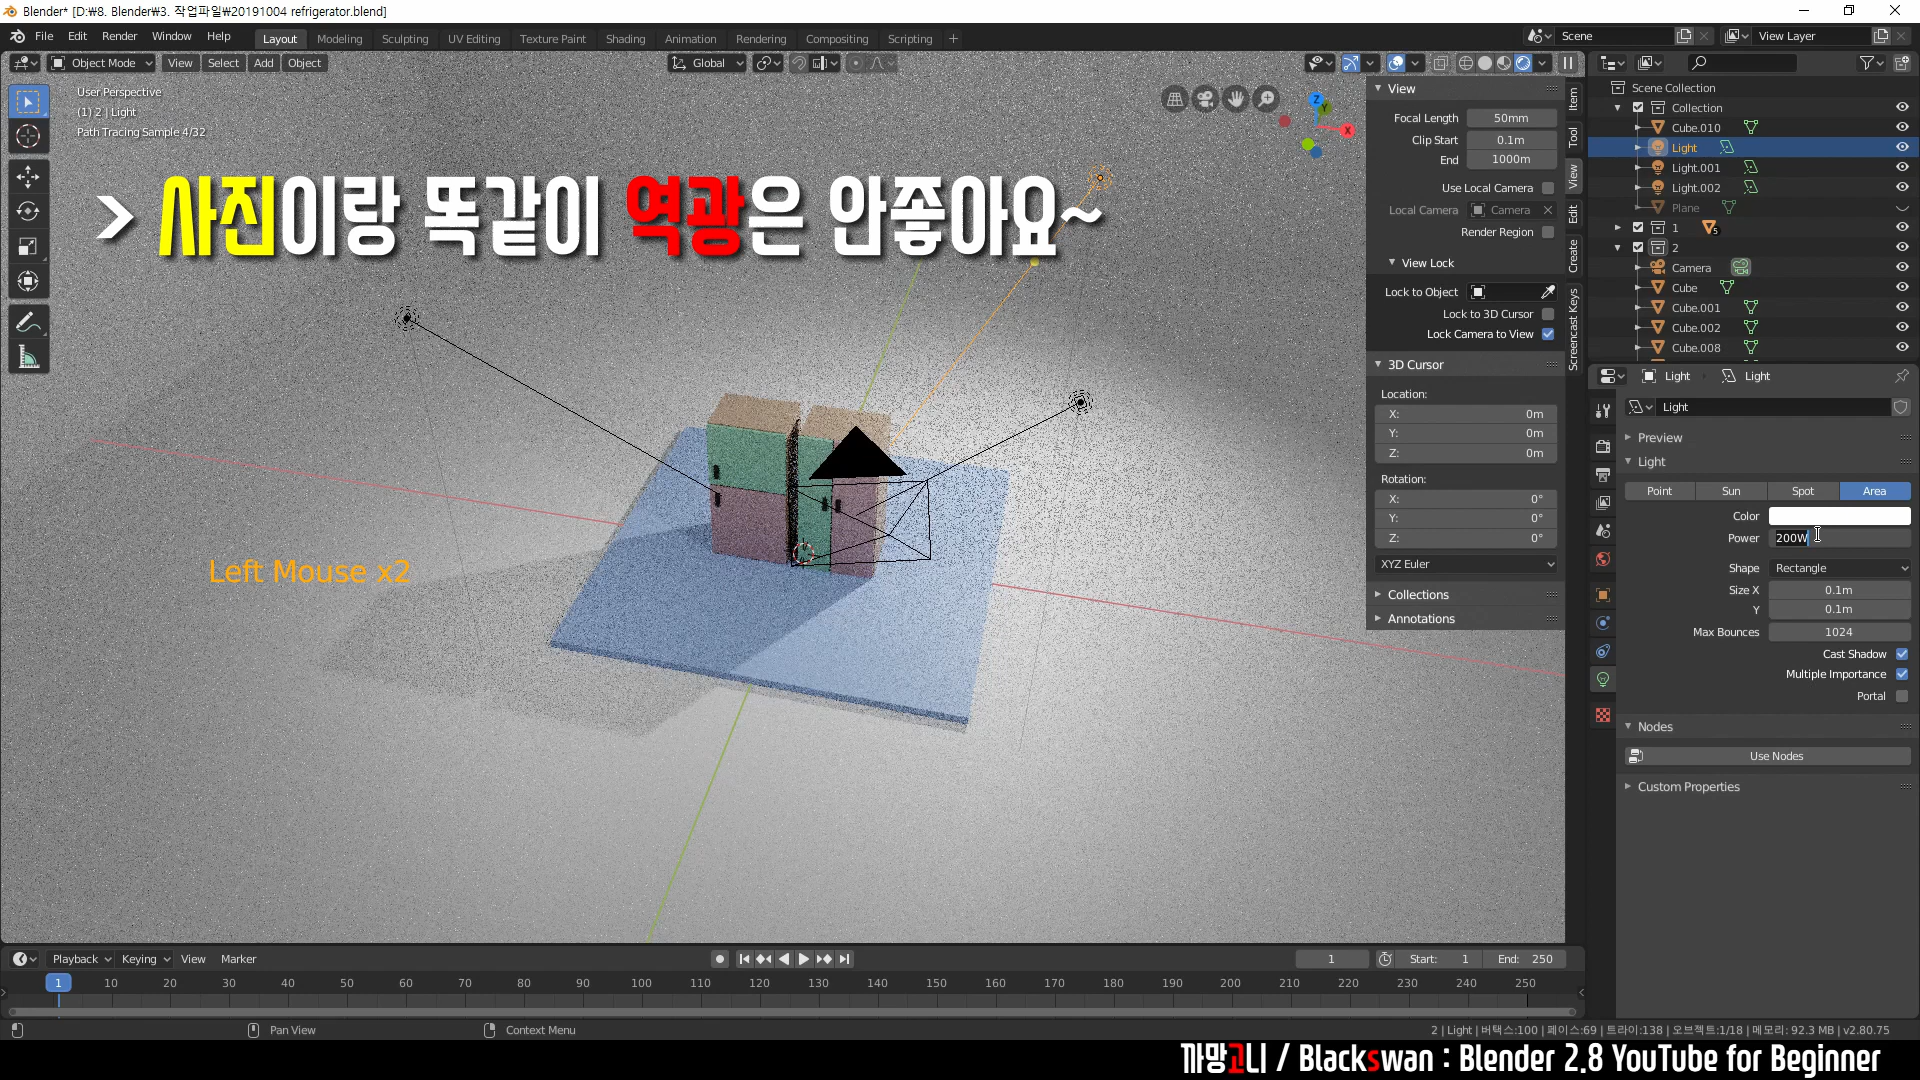 Blender* [D:₩8. Blender₩3. 작업파일₩20191004 refrigerator.blend]
File Edit Render Window Help Layout Modeling Sculpting UV Editing Texture Paint Shading Animation Rendering Compositing Scripting + Scene View Layer
Object Mode View Select Add Object Global
User Perspective
(1) 2 | Light
Path Tracing Sample 4/32
> 사진이랑 똑같이 역광은 안좋아요~
Left Mouse x2
Z
Y
X
View
Focal Length 50mm
Clip Start 0.1m
End 1000m
Use Local Camera
Local Camera Camera
Render Region
View Lock
Lock to Object
Lock to 3D Cursor
Lock Camera to View
3D Cursor
Location:
X: 0m
Y: 0m
Z: 0m
Rotation:
X: 0°
Y: 0°
Z: 0°
XYZ Euler
Collections
Annotations
Item
Tool
View
Edit
Create
Screencast Keys
Scene Collection
Collection
Cube.010
Light
Light.001
Light.002
Plane
1 5
2
Camera
Cube
Cube.001
Cube.002
Cube.008
Light Light
Light
Preview
Light
Point Sun Spot Area
Color
Power 200W
Shape Rectangle
Size X 0.1m
Y 0.1m
Max Bounces 1024
Cast Shadow
Multiple Importance
Portal
Nodes
Use Nodes
Custom Properties
Playback Keying View Marker 1 Start: 1 End: 250
1 10 20 30 40 50 60 70 80 90 100 110 120 130 140 150 160 170 180 190 200 210 220 230 240 250
Pan View Context Menu 2 | Light | 버텍스:100 | 페이스:69 | 트라이:138 | 오브젝트:1/18 | 메모리: 92.3 MB | v2.80.75
까망고니 / Blackswan : Blender 2.8 YouTube for Beginner